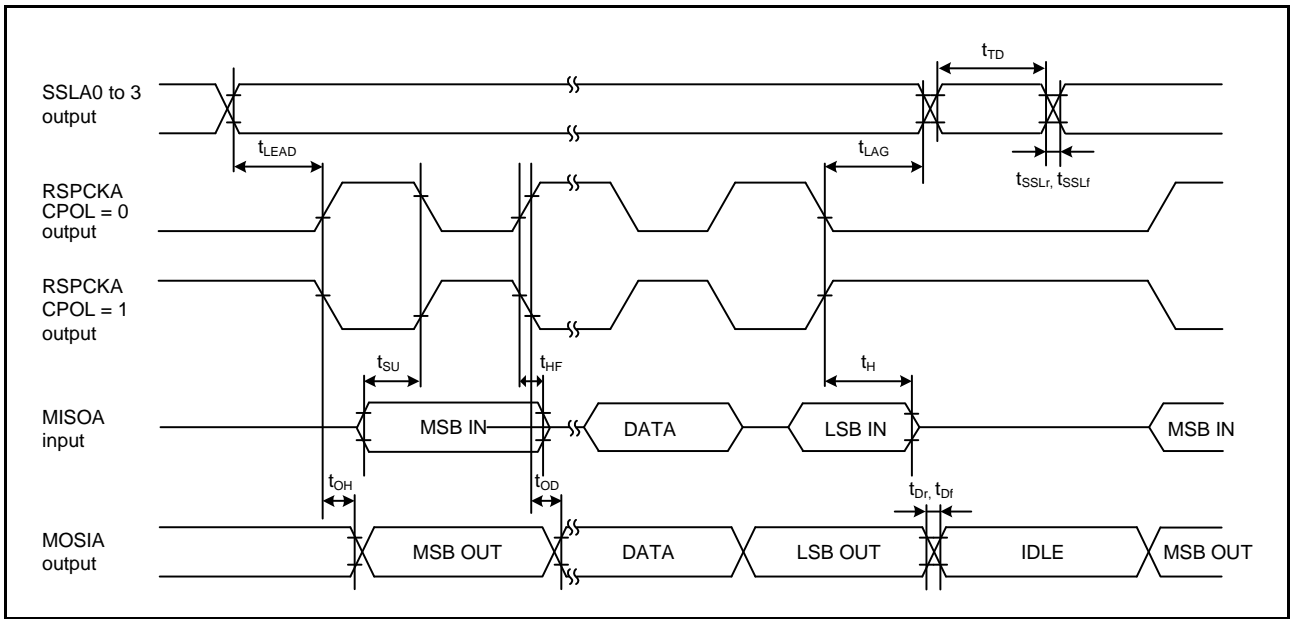 SSLA0 to 3
output
tTD
tLEAD
tLAG
tSSLr, tSSLf
RSPCKA
CPOL = 0
output
RSPCKA
CPOL = 1
output
tSU
tHF
tH
MISOA
input
MSB IN
DATA
LSB IN
MSB IN
tOH
tOD
tDr, tDf
MOSIA
output
MSB OUT
DATA
LSB OUT
IDLE
MSB OUT